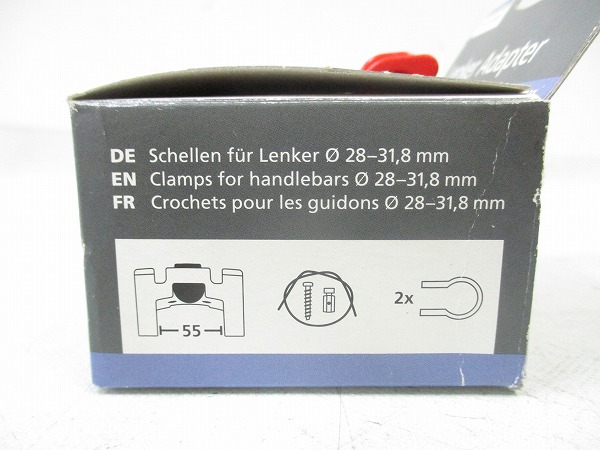 Adapter
DE Schellen für Lenker Ø 28–31,8 mm
EN Clamps for handlebars Ø 28–31,8 mm
FR Crochets pour les guidons Ø 28–31,8 mm
55
2x